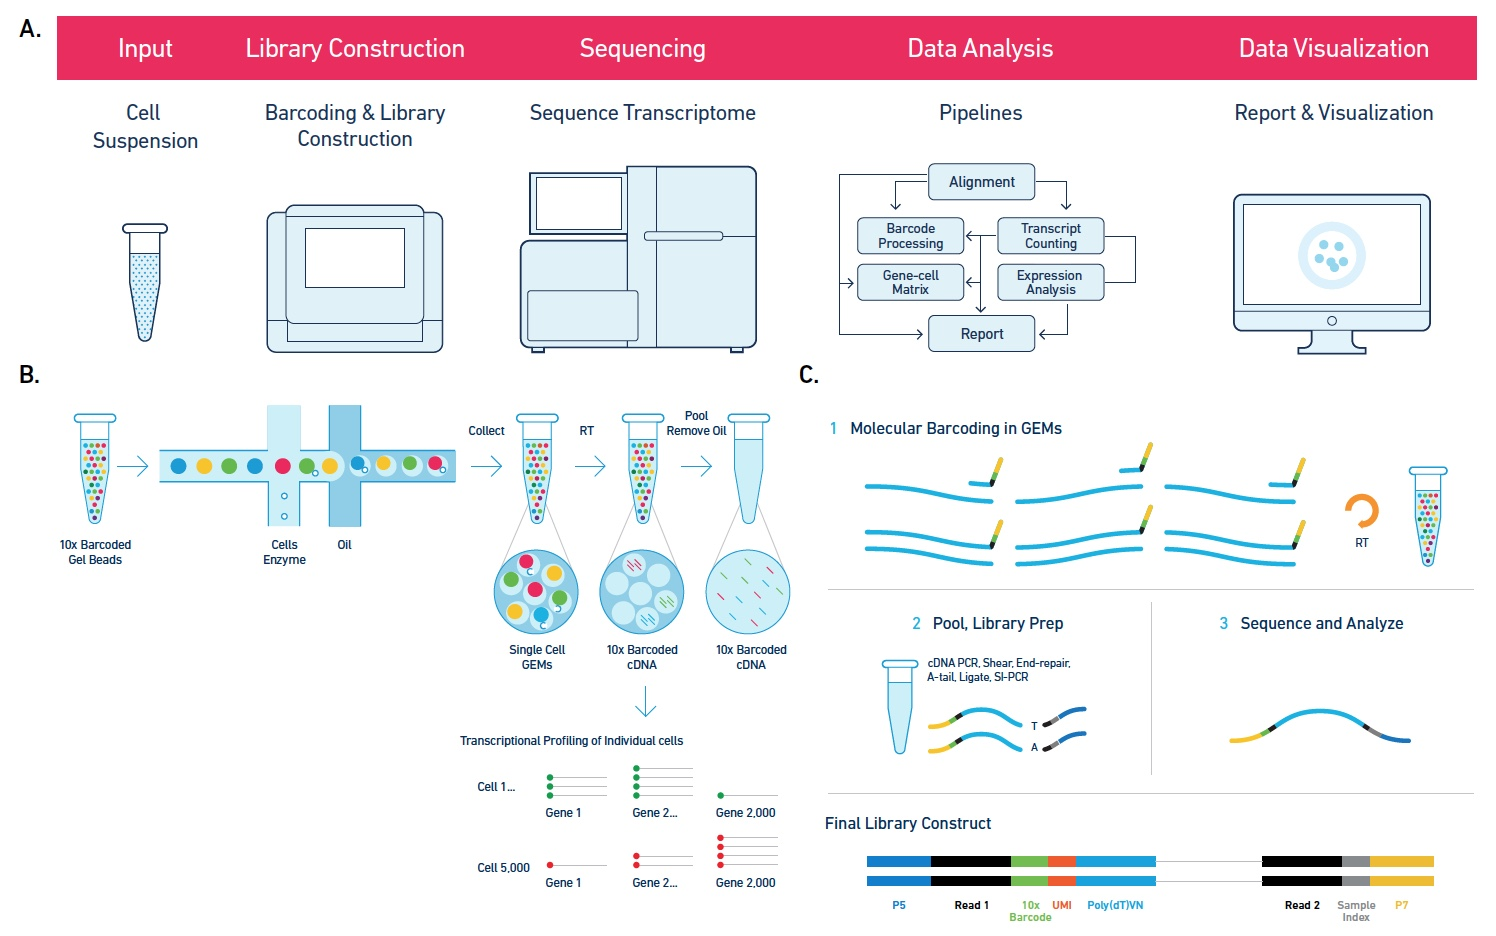 A.
Input
Library Construction
Sequencing
Data Analysis
Data Visualization
Cell
Suspension
Barcoding & Library
Construction
Sequence Transcriptome
Pipelines
Report & Visualization
Alignment
Barcode
Processing
Transcript
Counting
Gene-cell
Matrix
Expression
Analysis
Report
B.
10x Barcoded
Gel Beads
Cells
Enzyme
Oil
Collect
RT
Pool
Remove Oil
Single Cell
GEMs
10x Barcoded
cDNA
10x Barcoded
cDNA
Transcriptional Profiling of Individual cells
Cell 1...
Gene 1
Gene 2...
Gene 2,000
Cell 5,000
Gene 1
Gene 2...
Gene 2,000
C.
1 Molecular Barcoding in GEMs
RT
2 Pool, Library Prep
cDNA PCR, Shear, End-repair,
A-tail, Ligate, SI-PCR
T
A
3 Sequence and Analyze
Final Library Construct
P5
Read 1
10x
Barcode
UMI
Poly(dT)VN
Read 2
Sample
Index
P7